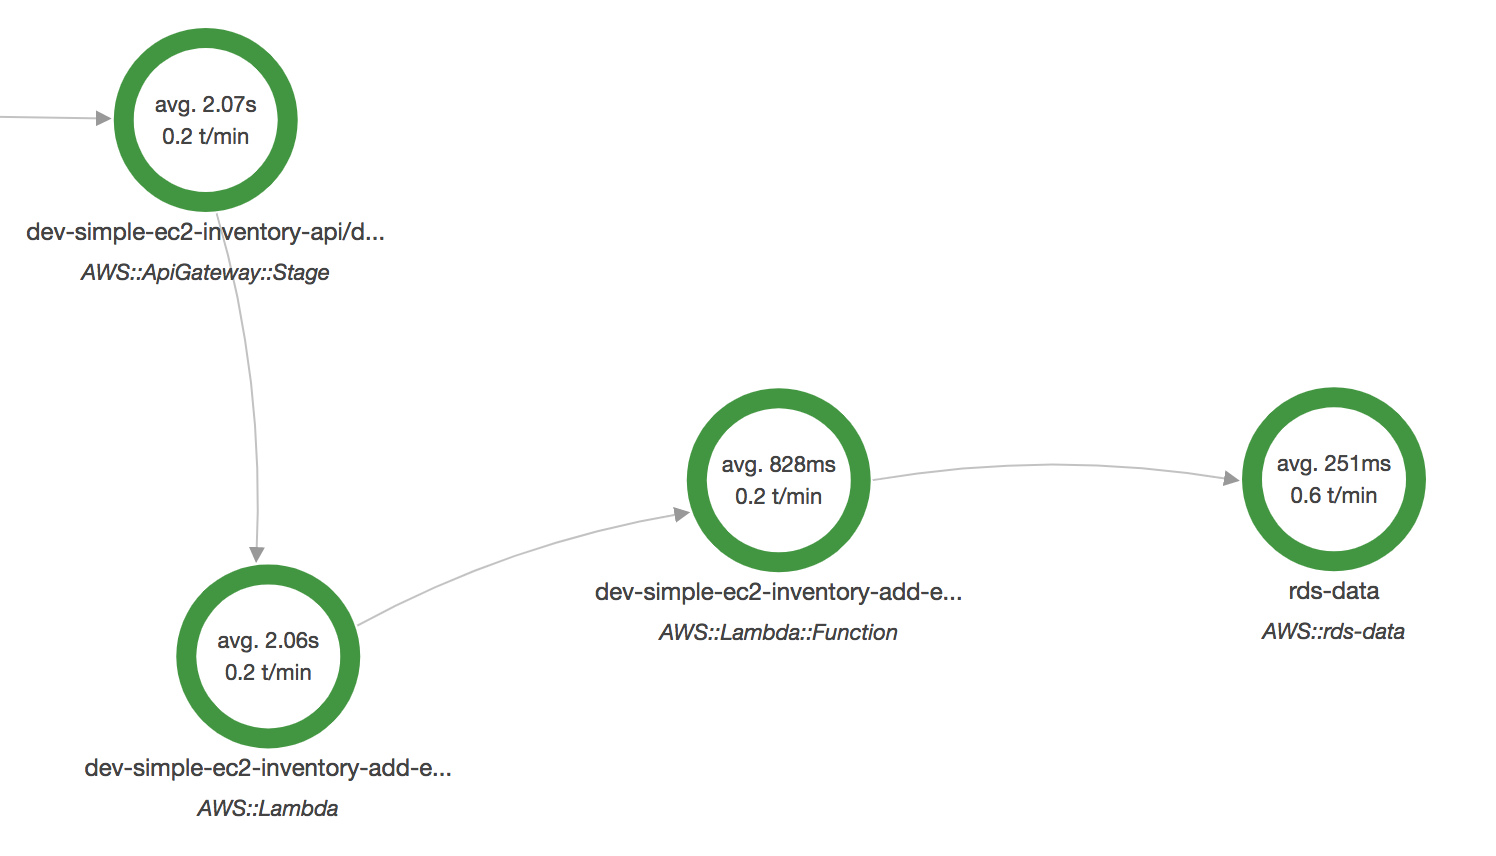 avg. 2.07s
0.2 t/min
dev-simple-ec2-inventory-api/d...
AWS::ApiGateway::Stage
avg. 828ms
0.2 t/min
dev-simple-ec2-inventory-add-e...
AWS::Lambda::Function
avg. 251ms
0.6 t/min
rds-data
AWS::rds-data
avg. 2.06s
0.2 t/min
dev-simple-ec2-inventory-add-e...
AWS::Lambda